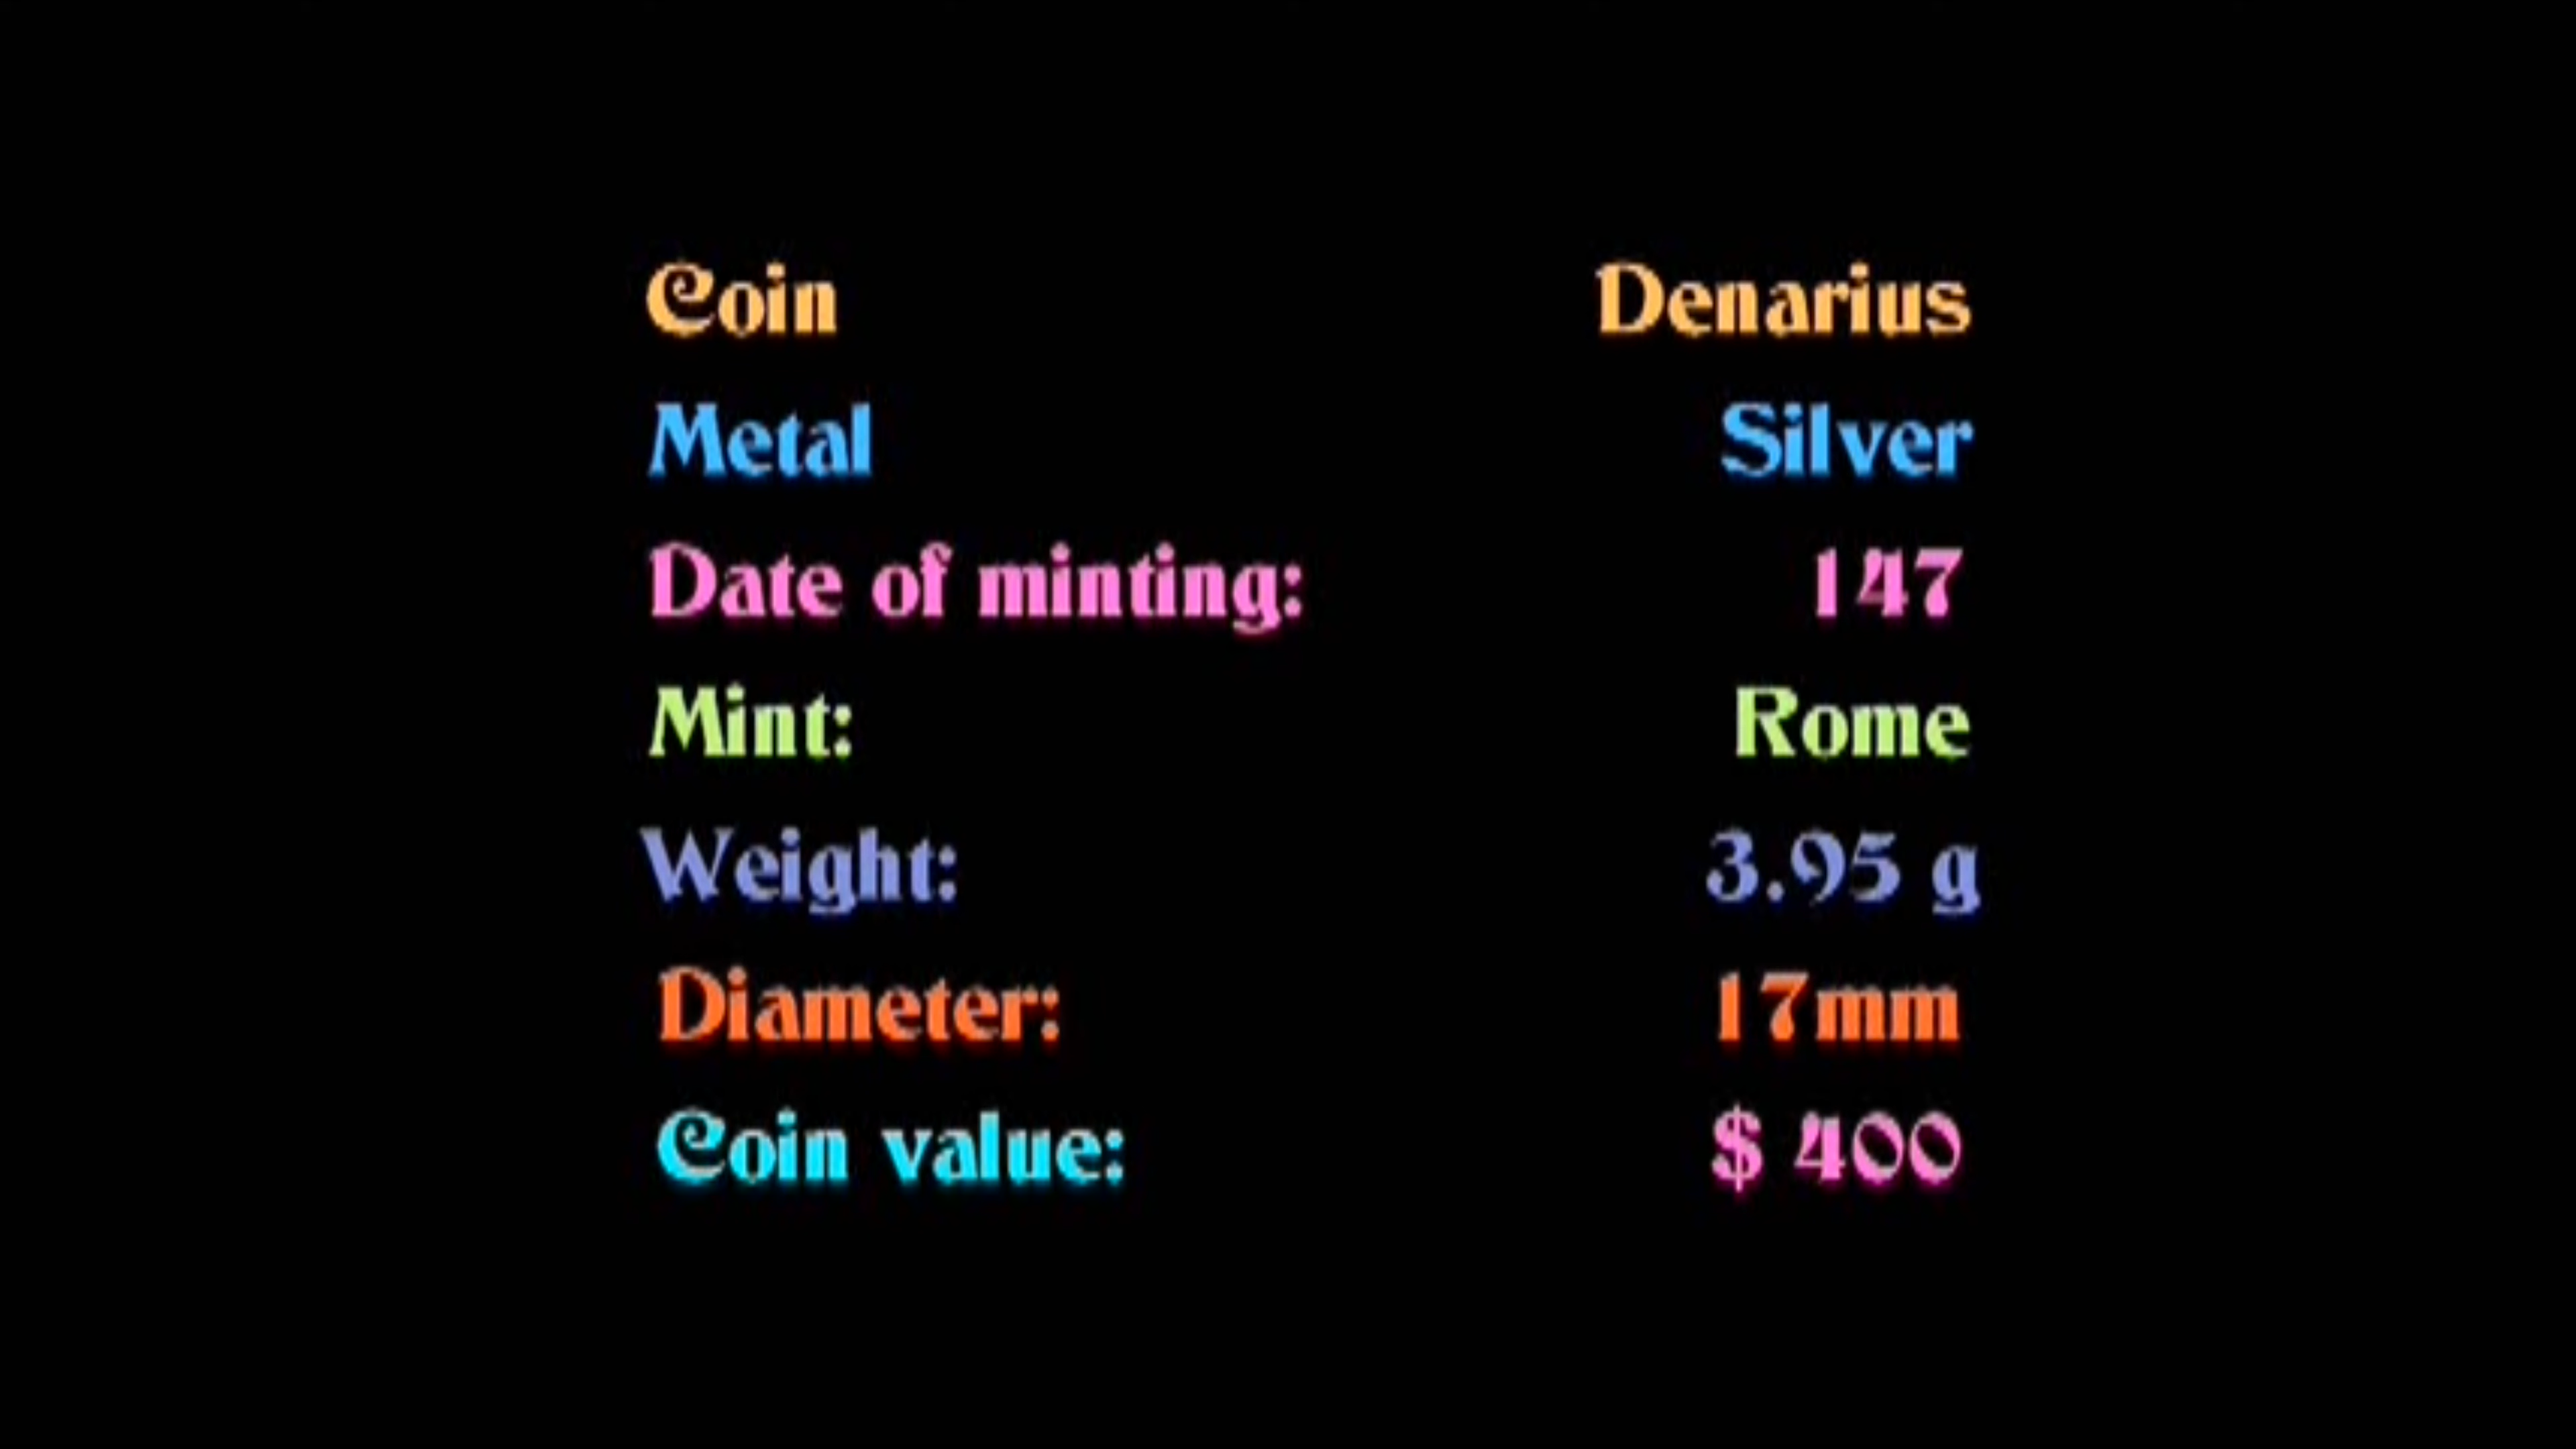 Coin Denarius
Metal Silver
Date of minting: 147
Mint: Rome
Weight: 3.95 g
Diameter: 17mm
Coin value: $ 400